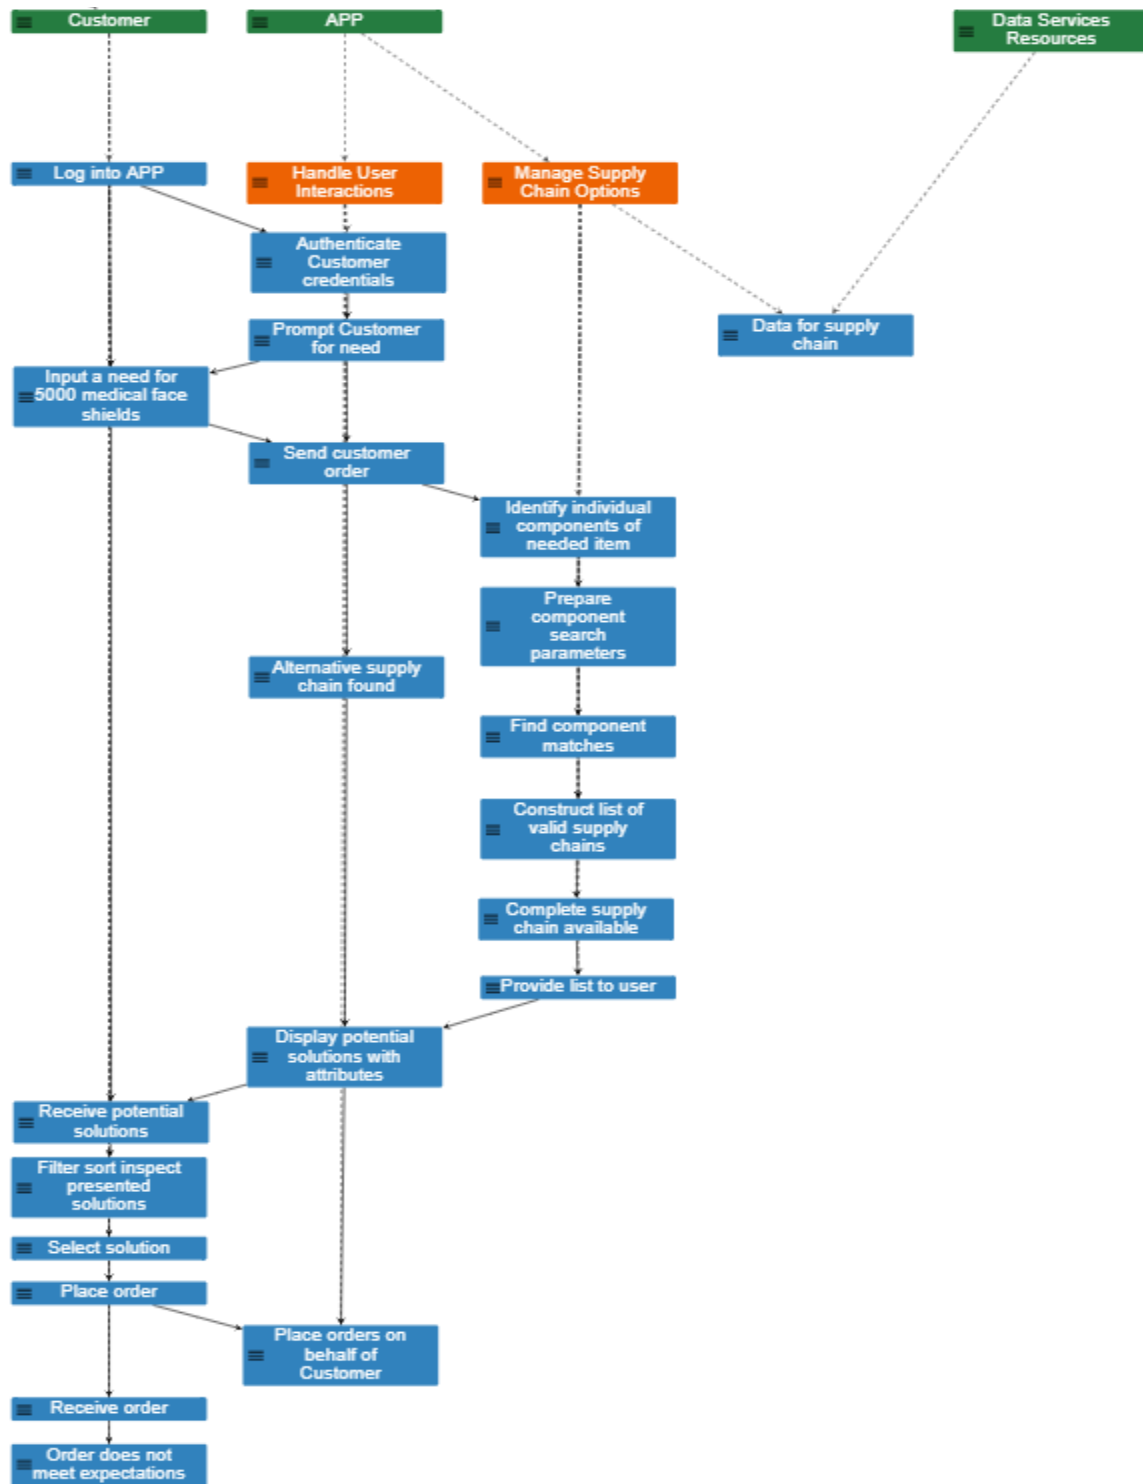 Customer
APP
Data Services
Resources
Log into APP
Handle User
Interactions
Manage Supply
Chain Options
Authenticate
Customer
credentials
Prompt Customer
for need
Data for supply
chain
Input a need for
5000 medical face
shields
Send customer
order
Identify individual
components of
needed item
Prepare
component
search
parameters
Alternative supply
chain found
Find component
matches
Construct list of
valid supply
chains
Complete supply
chain available
Provide list to user
Display potential
solutions with
attributes
Receive potential
solutions
Filter sort inspect
presented
solutions
Select solution
Place order
Place orders on
behalf of
Customer
Receive order
Order does not
meet expectations